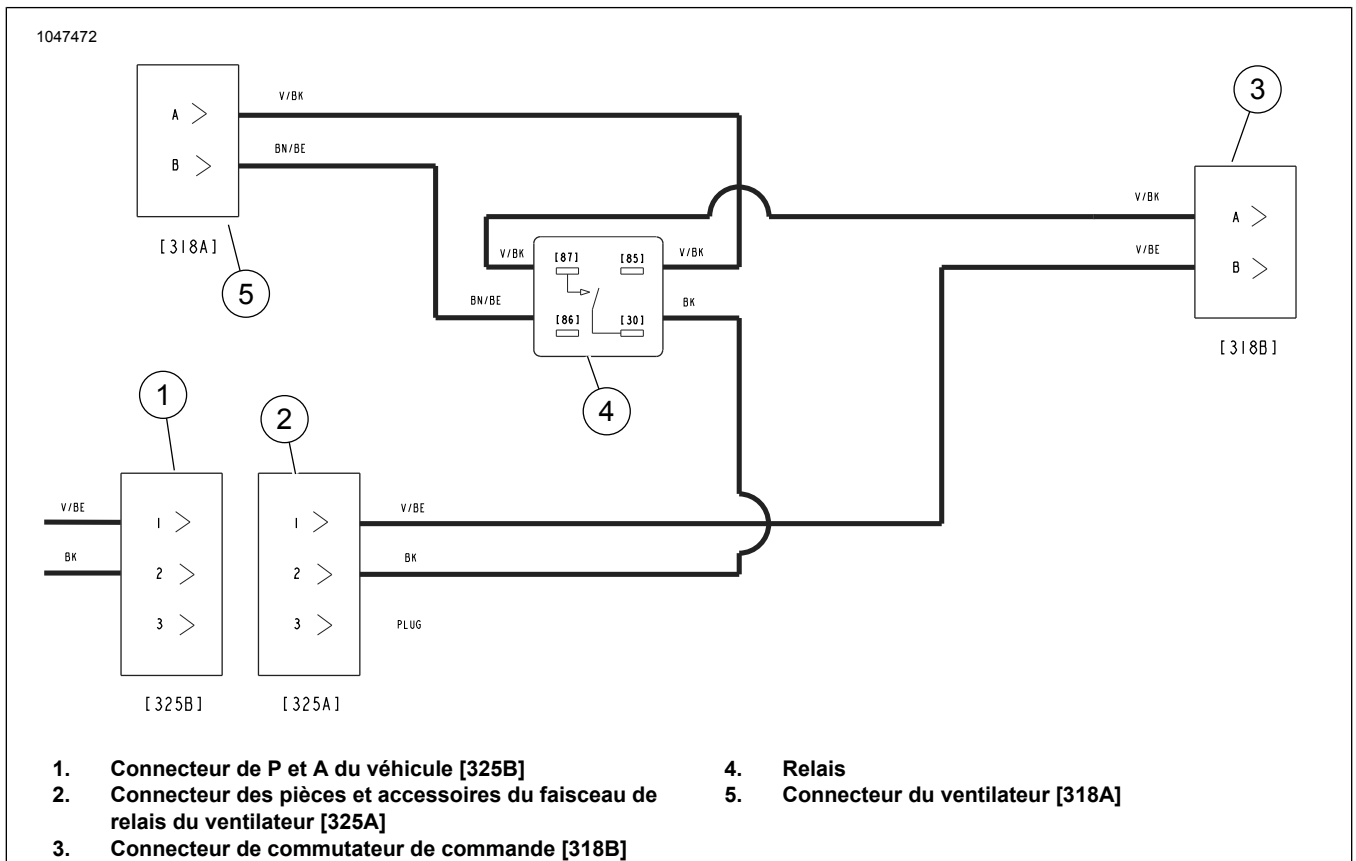 1047472
V/BK
A
BN/BE
B
[318A]
5
3
V/BK
A
V/BE
B
[318B]
V/BK
[87]
[85]
V/BK
BN/BE
[86]
[30]
BK
4
1
2
V/BE
1
BK
2
3
[325B]
1
V/BE
2
BK
3
PLUG
[325A]
1. Connecteur de P et A du véhicule [325B]
2. Connecteur des pièces et accessoires du faisceau de
relais du ventilateur [325A]
3. Connecteur de commutateur de commande [318B]
4. Relais
5. Connecteur du ventilateur [318A]